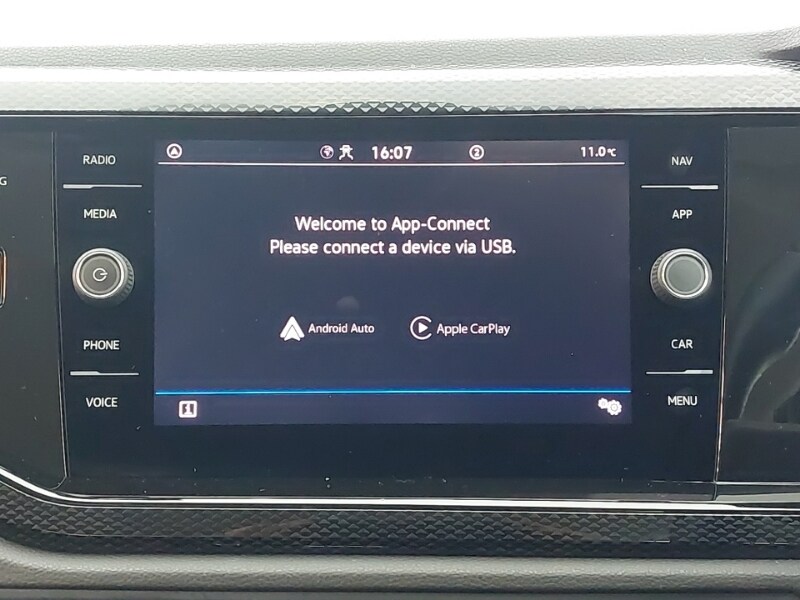 G
RADIO
MEDIA
PHONE
VOICE
16:07
2
11.0°C
Welcome to App-Connect
Please connect a device via USB.
Android Auto
Apple CarPlay
NAV
APP
CAR
MENU